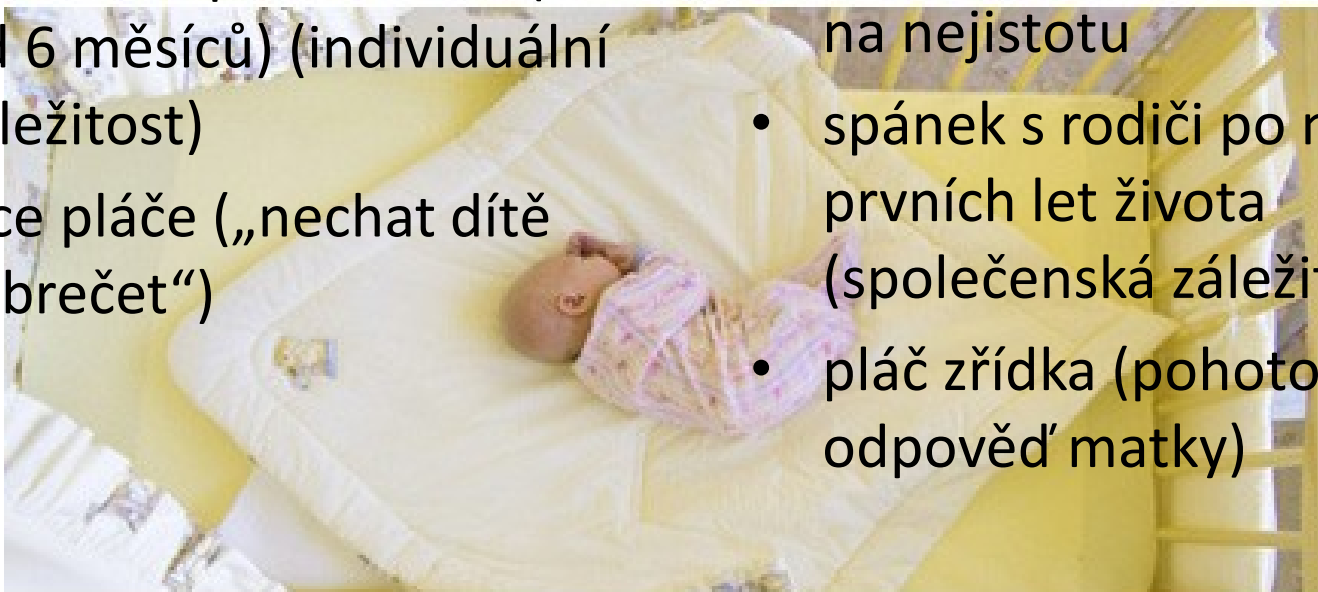 6 měsíců) (individuální
ležitost)
ce pláče („nechat dítě
brečet“)
na nejistotu
• spánek s rodiči po
prvních let života
(společenská záleži
• pláč zřídka (pohoto
odpověď matky)